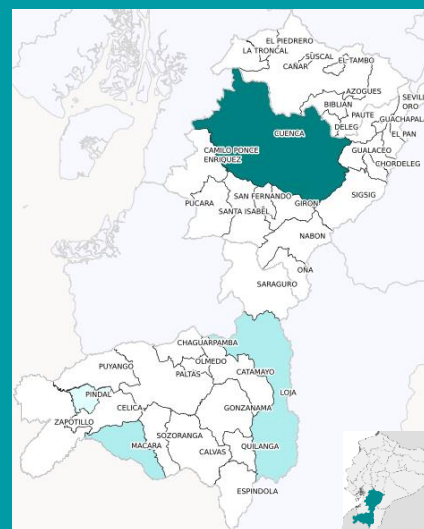 EL PIEDRERO
LA TRONCAL
SUSCAL
EL TAMBO
CAÑAR
AZOGUES
SEVILL
ORO
BIBLIAN
PAUTE
GUACHAPALA
DELEG
EL PAN
CUENCA
GUALACEO
CHORDELEG
CAMILO PONCE
ENRIQUEZ
SIGSIG
PUCARA
SAN FERNANDO
GIRON
SANTA ISABEL
NABON
OÑA
SARAGURO
CHAGUARPAMBA
OLMEDO
PUYANGO
PALTAS
CATAMAYO
LOJA
PINDAL
CELICA
GONZANAMA
ZAPOTILLO
SOZORANGA
MACARA
CALVAS
QUILANGA
ESPINDOLA